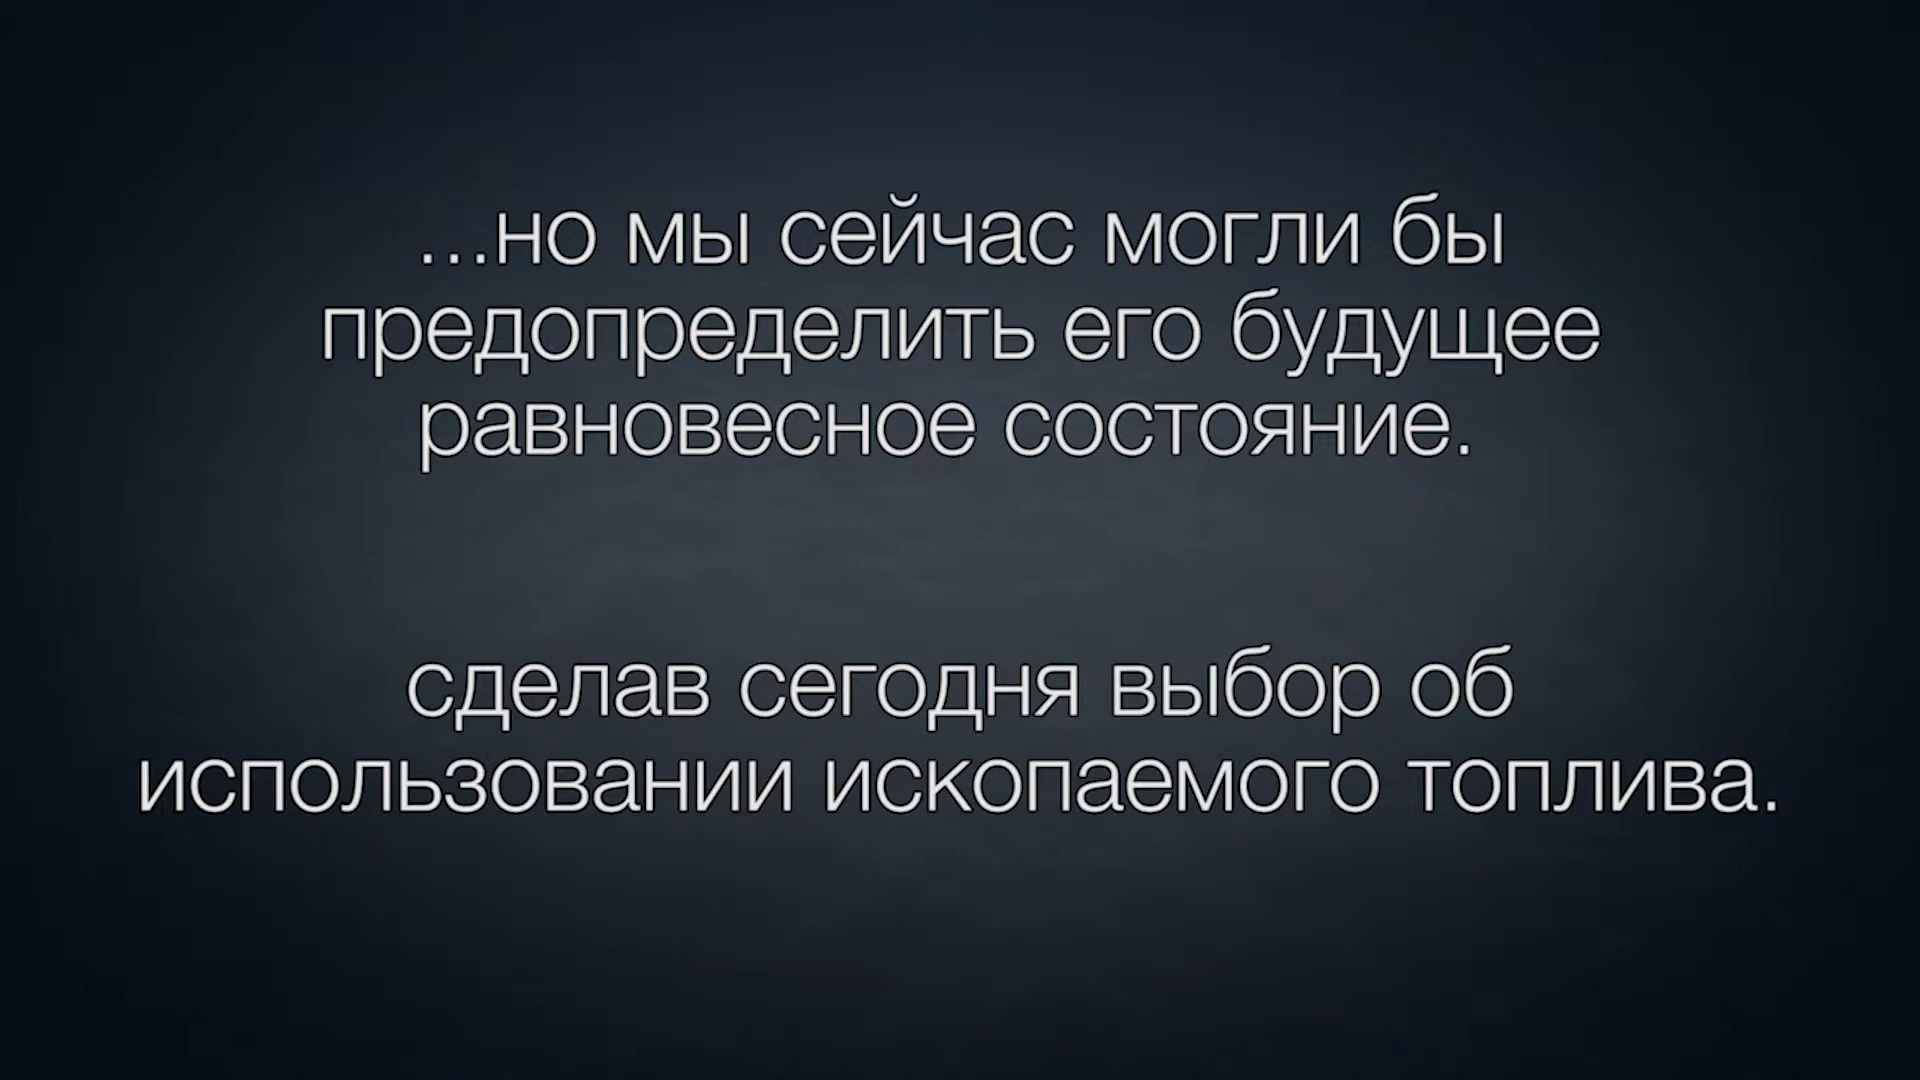 ...но мы сейчас могли бы
предопределить его будущее
равновесное состояние.
сделав сегодня выбор об
использовании ископаемого топлива.